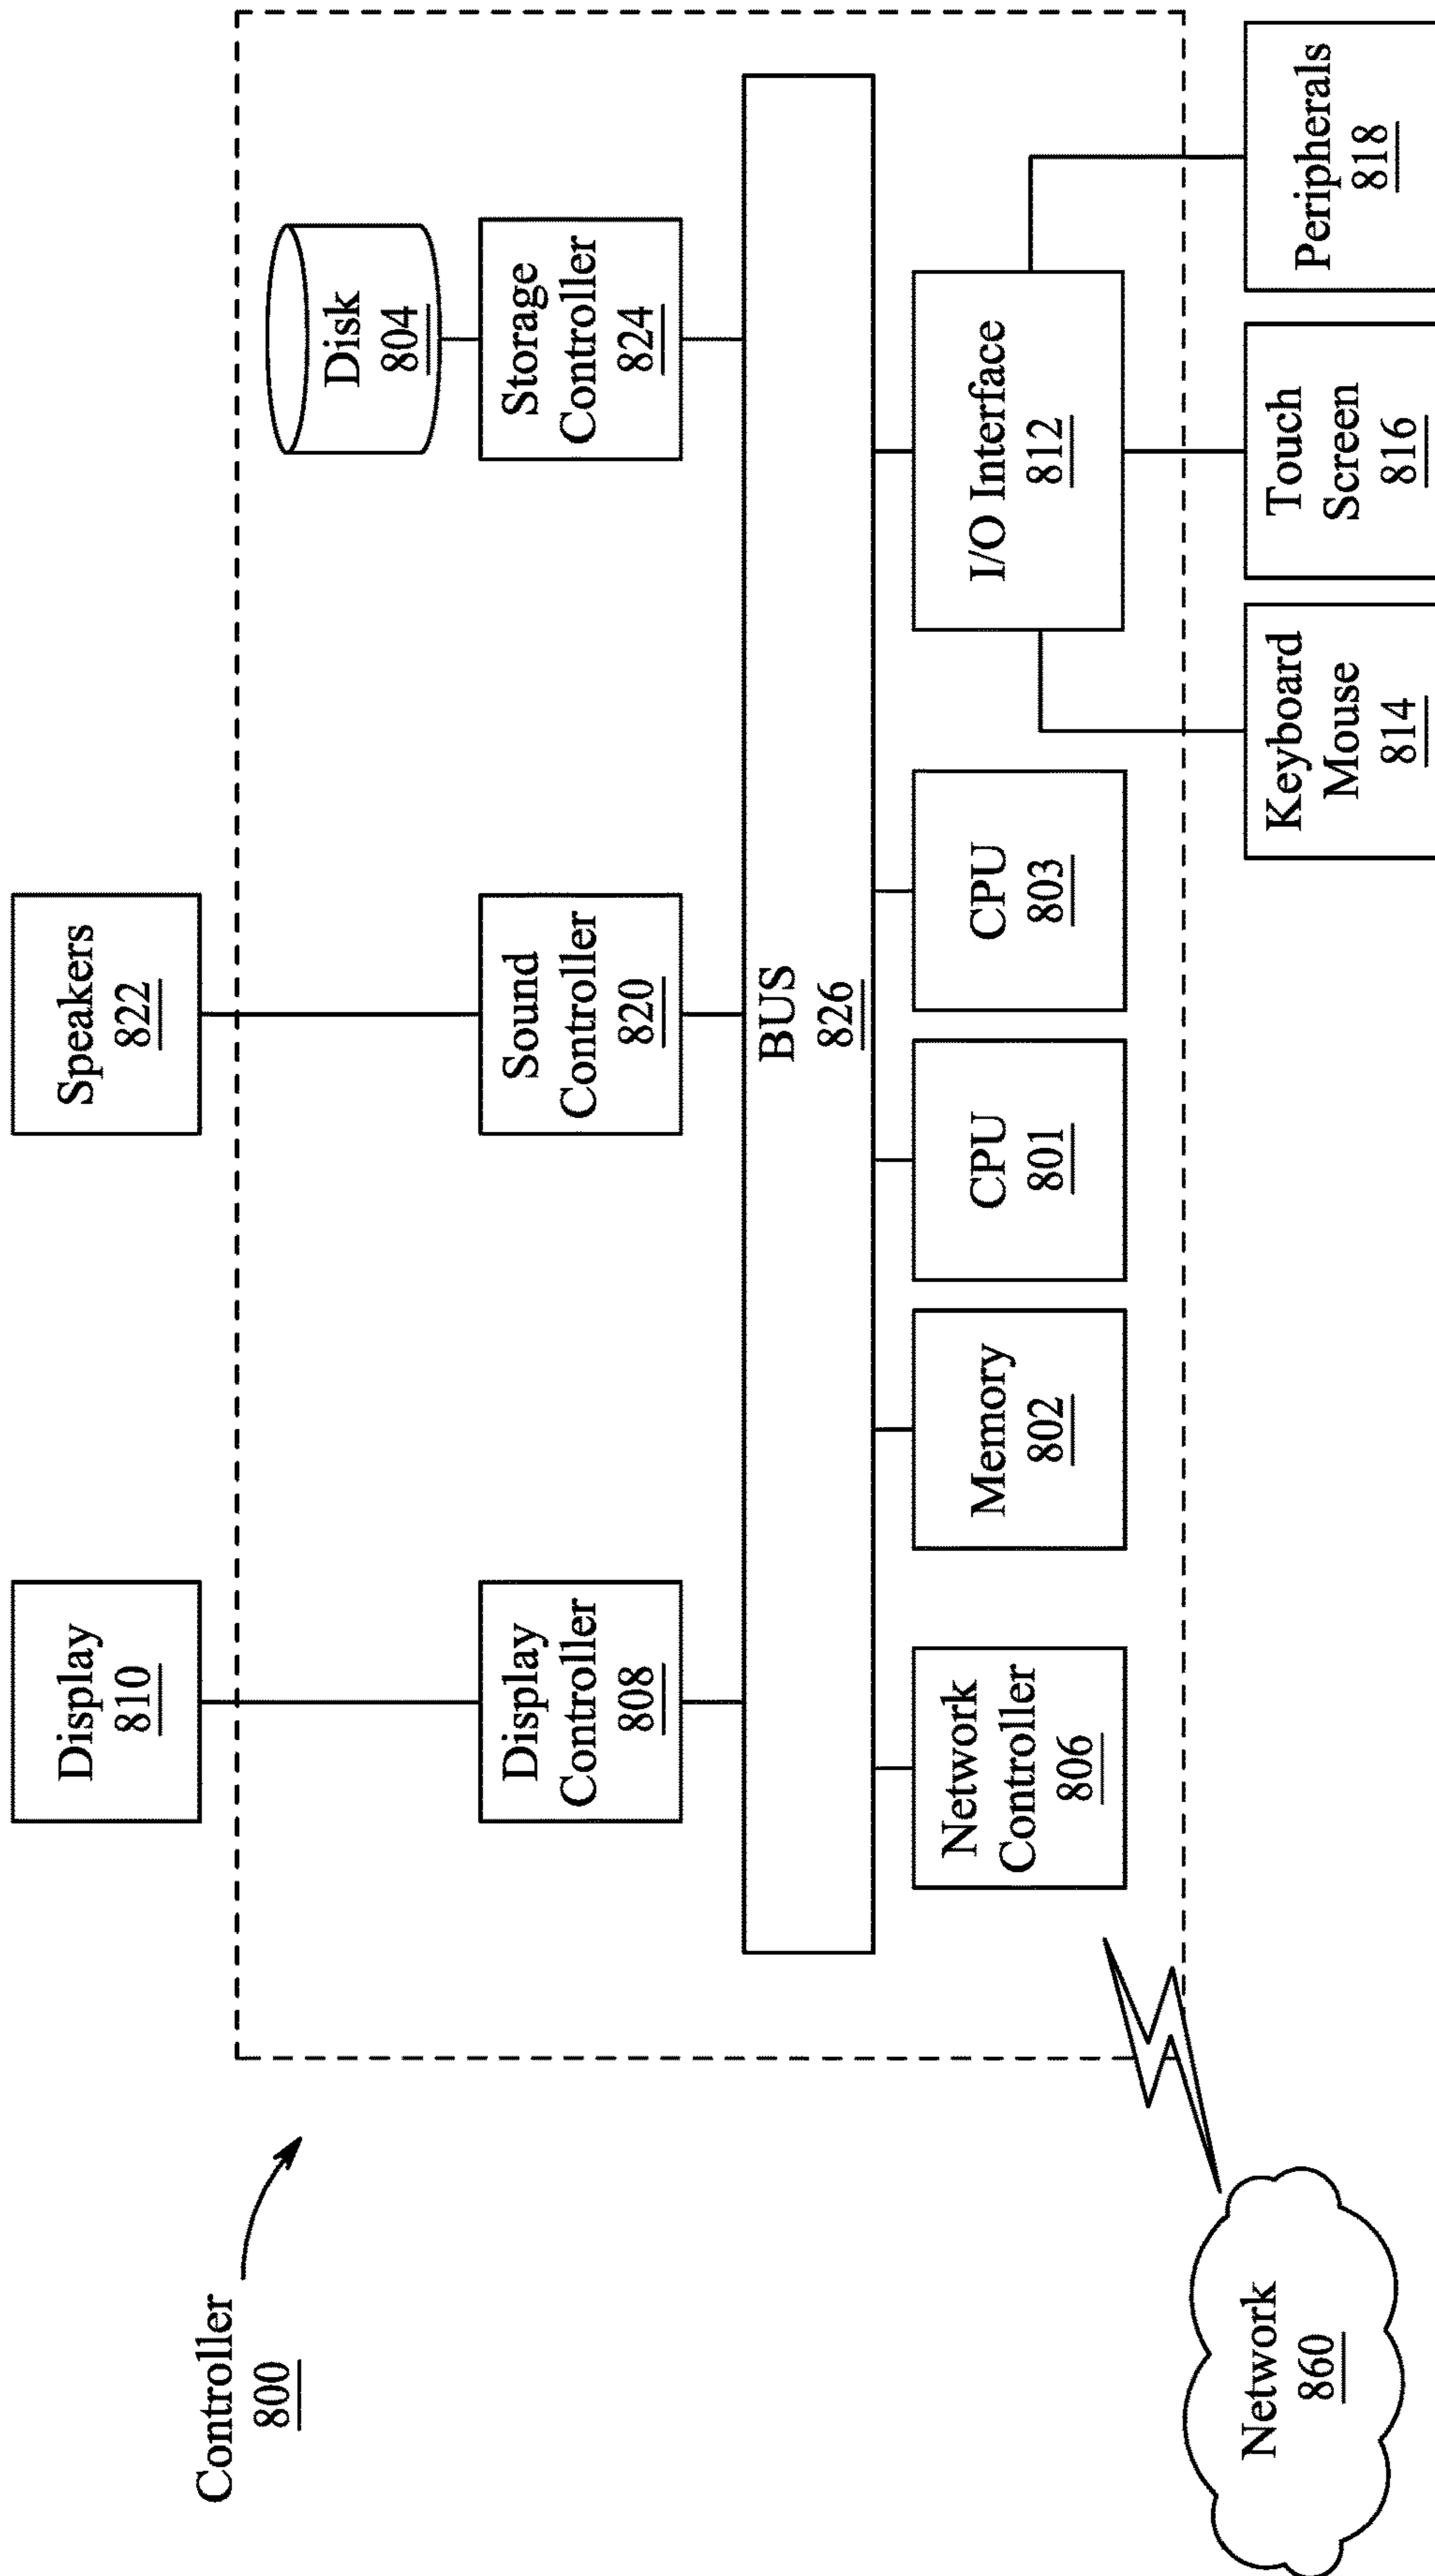 Controller
800
Display
810
Speakers
822
Disk
804
Display
Controller
808
Sound
Controller
820
Storage
Controller
824
BUS
826
Network
Controller
806
Memory
802
CPU
801
CPU
803
I/O Interface
812
Network
860
Keyboard
Mouse
814
Touch
Screen
816
Peripherals
818